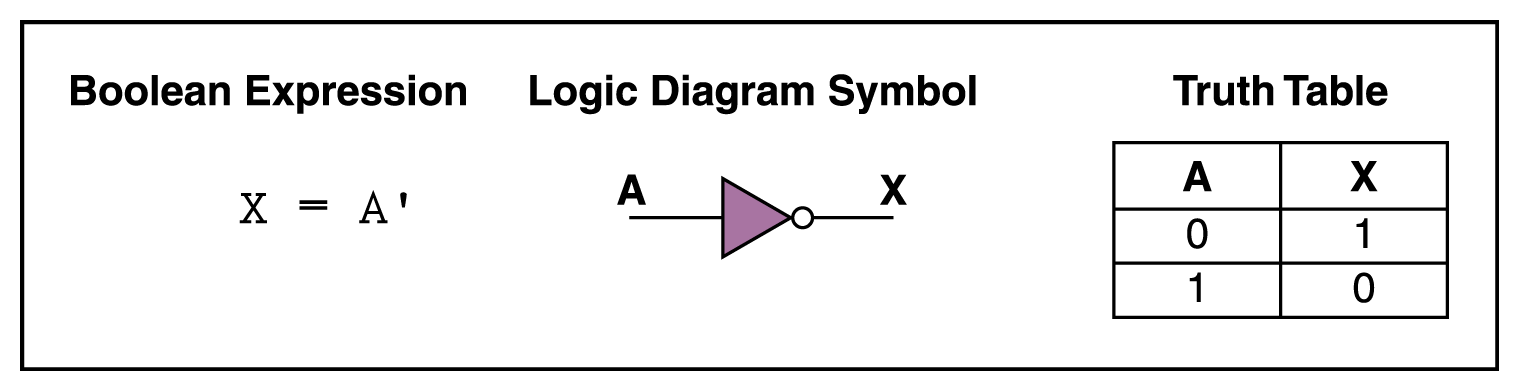 Boolean Expression
Logic Diagram Symbol
Truth Table
X = A'
A
X
A X
0 1
1 0